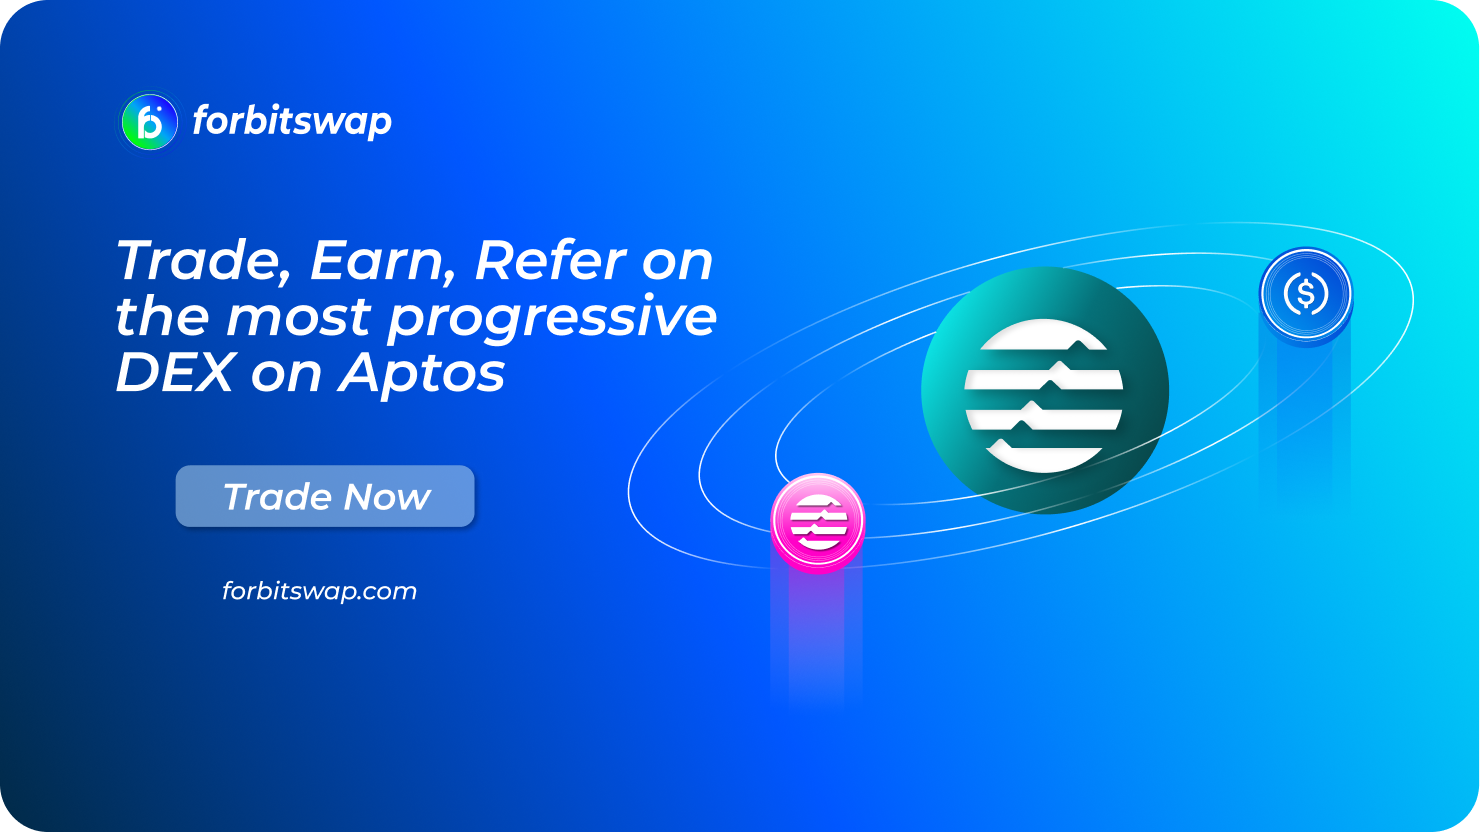 forbitswap
Trade, Earn, Refer on
the most progressive
DEX on Aptos
Trade Now
forbitswap.com